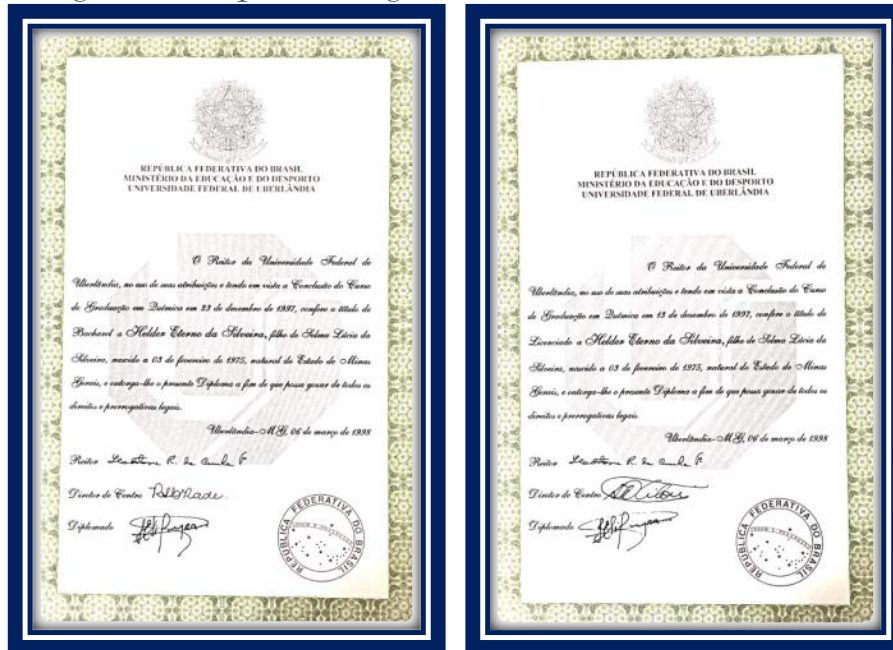 REPÚBLICA FEDERATIVA DO BRASIL
MINISTÉRIO DA EDUCAÇÃO E DO DESPORTO
UNIVERSIDADE FEDERAL DE UBERLÂNDIA
O Reitor da Universidade Federal de
Uberlândia, no uso de suas atribuições e tendo em vista a Conclusão do Curso
de Graduação em Química em 23 de dezembro de 1997, confere o título de
Bacharel a Helder Eterno da Silveira, filho de Selma Lúcia da
Silveira, nascido a 03 de fevereiro de 1975, natural do Estado de Minas
Gerais, e outorga-lhe o presente Diploma a fim de que possa gozar de todos os
direitos e prerrogativas legais.
Uberlândia-MG, 06 de março de 1998
Reitor
Diretor de Centro
Diplomado
REPÚBLICA FEDERATIVA DO BRASIL
REPÚBLICA FEDERATIVA DO BRASIL
MINISTÉRIO DA EDUCAÇÃO E DO DESPORTO
UNIVERSIDADE FEDERAL DE UBERLÂNDIA
O Reitor da Universidade Federal de
Uberlândia, no uso de suas atribuições e tendo em vista a Conclusão do Curso
de Graduação em Química em 13 de dezembro de 1997, confere o título de
Licenciado a Helder Eterno da Silveira, filho de Selma Lúcia da
Silveira, nascido a 03 de fevereiro de 1975, natural do Estado de Minas
Gerais, e outorga-lhe o presente Diploma a fim de que possa gozar de todos os
direitos e prerrogativas legais.
Uberlândia-MG, 06 de março de 1998
Reitor
Diretor de Centro
Diplomado
REPÚBLICA FEDERATIVA DO BRASIL